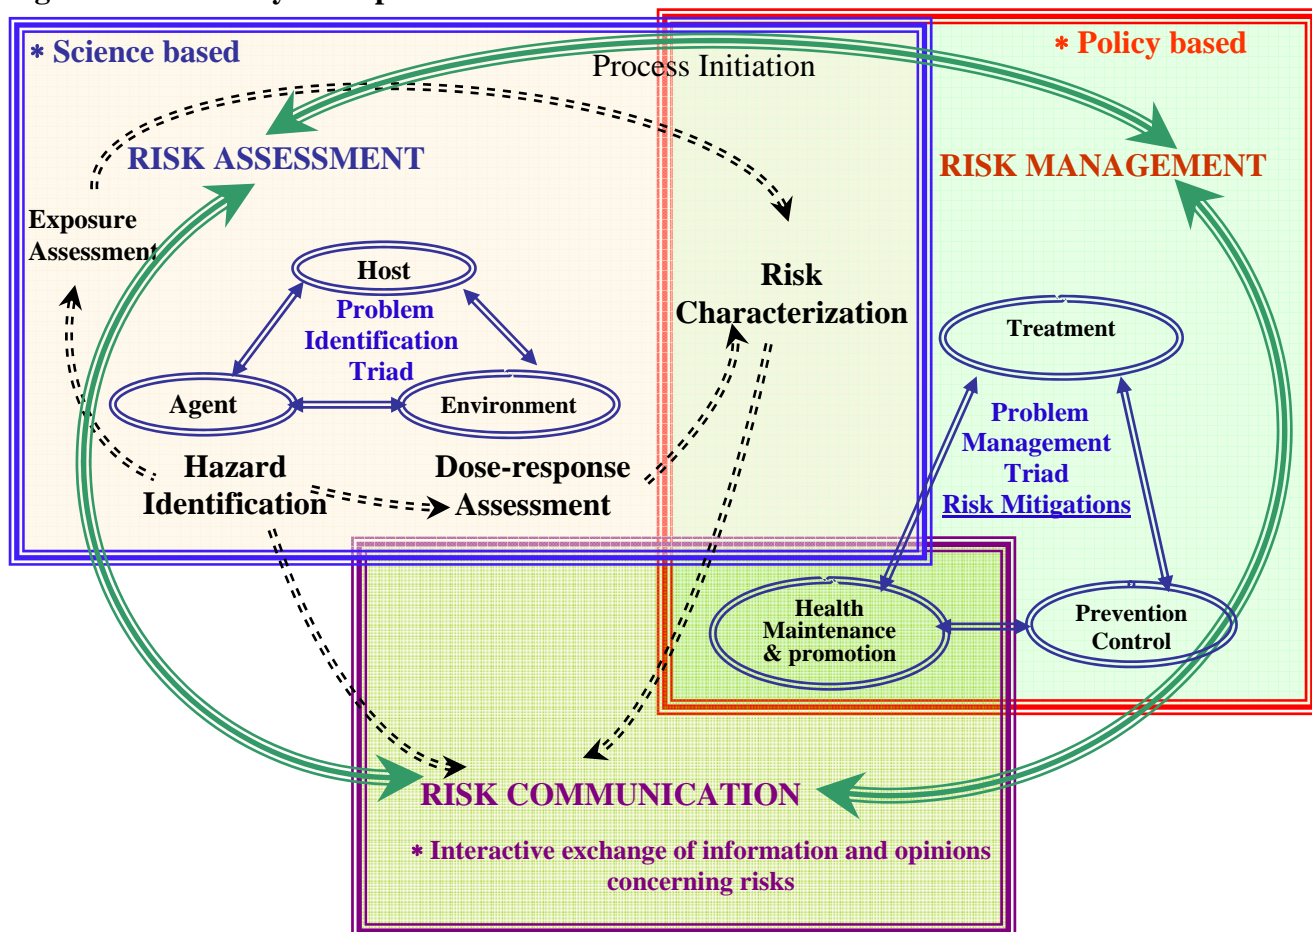 * Science based
* Policy based
Process Initiation
RISK ASSESSMENT
RISK MANAGEMENT
Exposure
Assessment
Host
Problem
Identification
Triad
Agent
Environment
Risk
Characterization
Treatment
Problem
Management
Triad
Risk Mitigations
Hazard
Identification
Dose-response
Assessment
Health
Maintenance
& promotion
Prevention
Control
RISK COMMUNICATION
* Interactive exchange of information and opinions
concerning risks